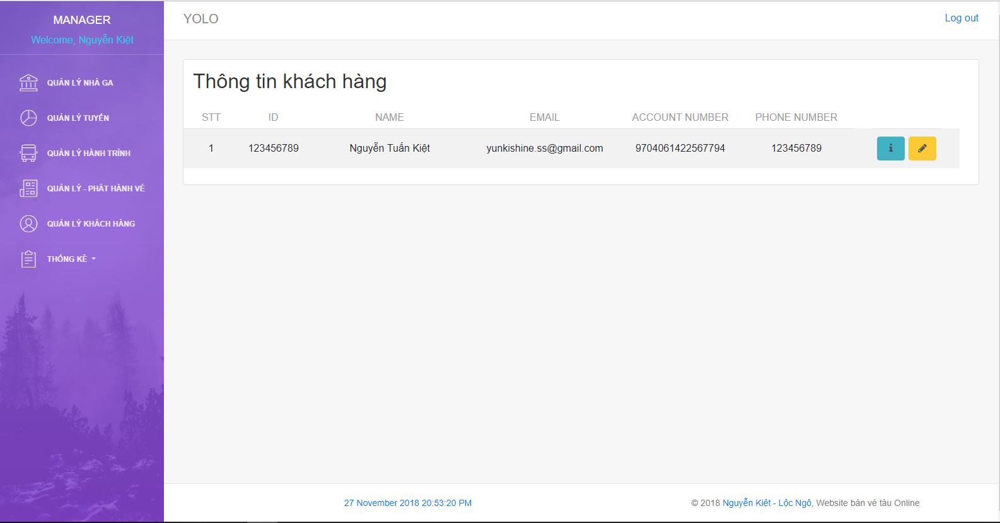 MANAGER
Welcome, Nguyễn Kiệt
QUẢN LÝ NHÀ GA
QUẢN LÝ TUYẾN
QUẢN LÝ HÀNH TRÌNH
QUẢN LÝ - PHÁT HÀNH VÉ
QUẢN LÝ KHÁCH HÀNG
THỐNG KÊ
YOLO
Log out
Thông tin khách hàng
STT ID NAME EMAIL ACCOUNT NUMBER PHONE NUMBER
1 123456789 Nguyễn Tuấn Kiệt yunkishine.ss@gmail.com 9704061422567794 123456789
27 November 2018 20:53:20 PM
© 2018 Nguyễn Kiệt - Lộc Ngô, Website bán vé tàu Online